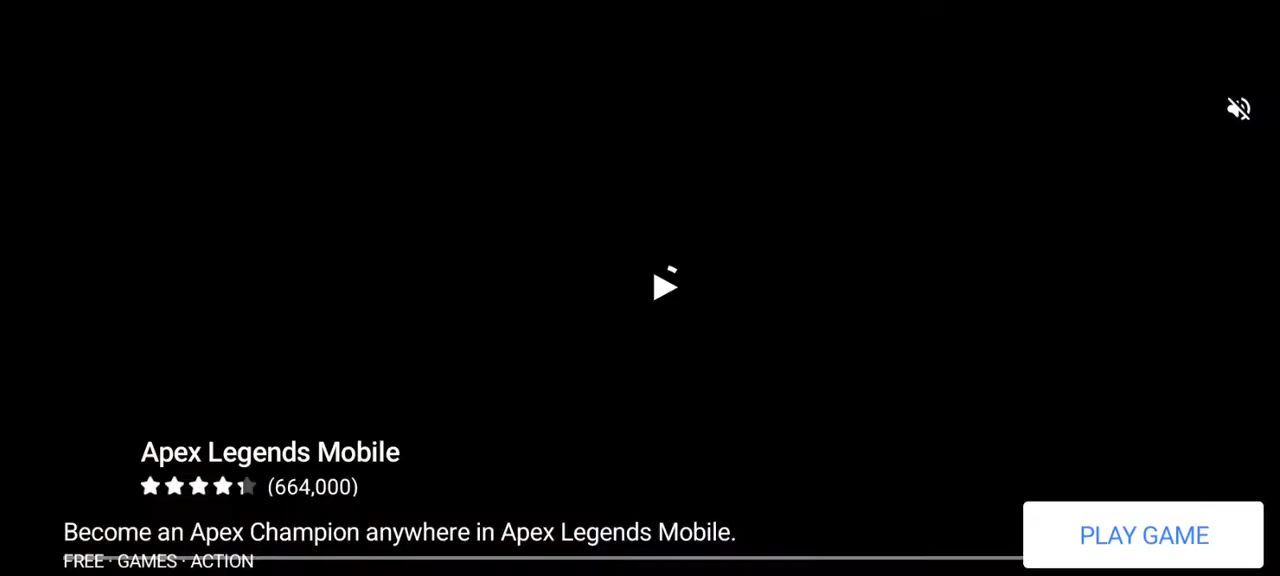 Apex Legends Mobile
(664,000)
Become an Apex Champion anywhere in Apex Legends Mobile.
FREE · GAMES · ACTION
PLAY GAME